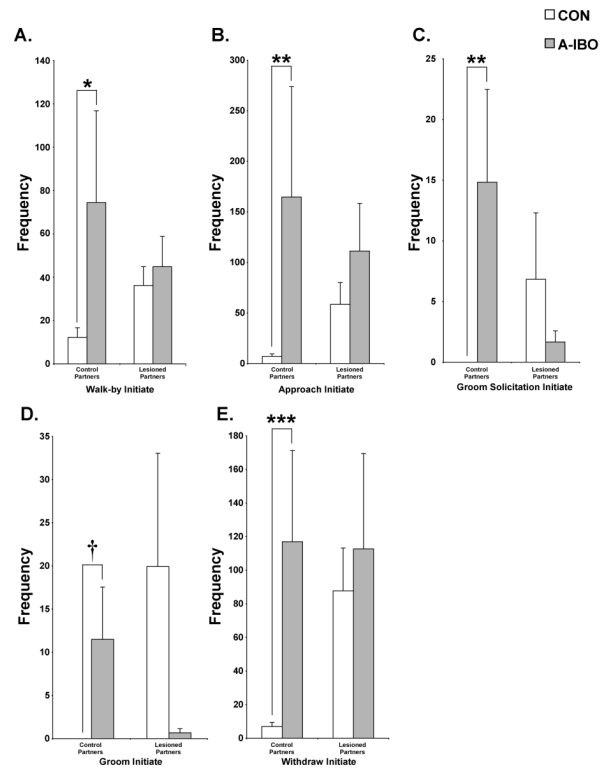 CON
A-IBO
A.
B.
C.
140
120
100
80
60
40
20
0
Frequency
*
Control Partners
Lesioned Partners
Walk-by Initiate
300
250
200
150
100
50
0
Frequency
**
Control Partners
Lesioned Partners
Approach Initiate
25
20
15
10
5
0
Frequency
**
Control Partners
Lesioned Partners
Groom Solicitation Initiate
D.
E.
35
30
25
20
15
10
5
0
Frequency
†
Control Partners
Lesioned Partners
Groom Initiate
180
160
140
120
100
80
60
40
20
0
Frequency
***
Control Partners
Lesioned Partners
Withdraw Initiate